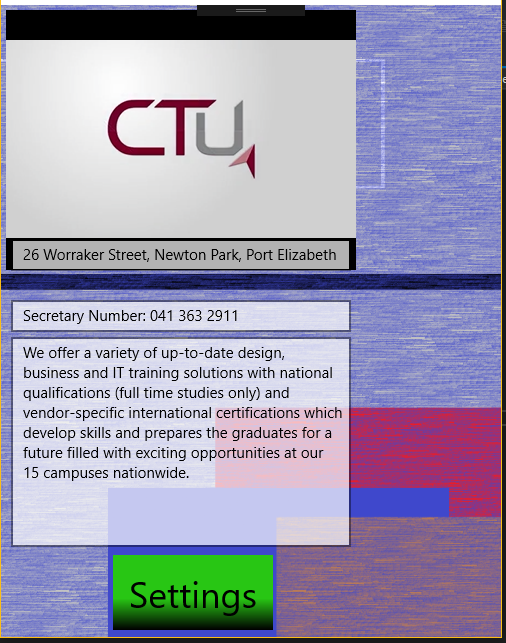 CTU
26 Worraker Street, Newton Park, Port Elizabeth
Secretary Number: 041 363 2911
We offer a variety of up-to-date design,
business and IT training solutions with national
qualifications (full time studies only) and
vendor-specific international certifications which
develop skills and prepares the graduates for a
future filled with exciting opportunities at our
15 campuses nationwide.
Settings